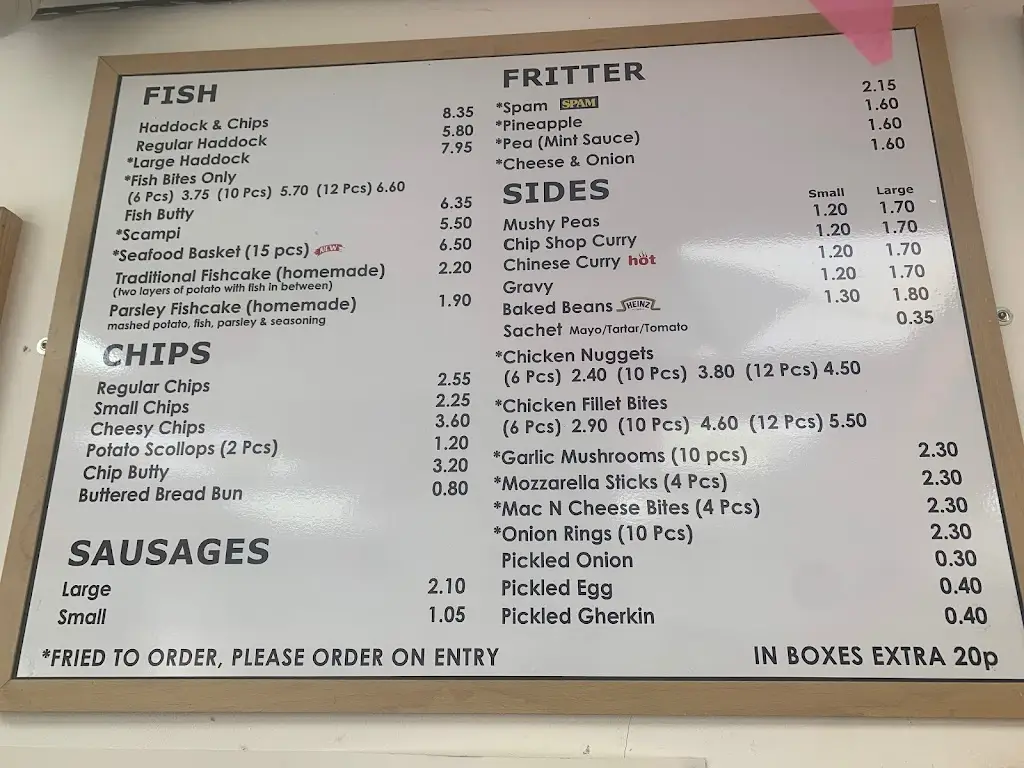 FISH
Haddock & Chips 8.35
Regular Haddock 5.80
*Large Haddock 7.95
*Fish Bites Only
(6 Pcs) 3.75 (10 Pcs) 5.70 (12 Pcs) 6.60
Fish Butty 6.35
*Scampi 5.50
*Seafood Basket (15 pcs) NEW 6.50
Traditional Fishcake (homemade) 2.20
(two layers of potato with fish in between)
Parsley Fishcake (homemade) 1.90
mashed potato, fish, parsley & seasoning
CHIPS
Regular Chips 2.55
Small Chips 2.25
Cheesy Chips 3.60
Potato Scollops (2 Pcs) 1.20
Chip Butty 3.20
Buttered Bread Bun 0.80
SAUSAGES
Large 2.10
Small 1.05
FRITTER
*Spam SPAM 2.15
*Pineapple 1.60
*Pea (Mint Sauce) 1.60
*Cheese & Onion 1.60
SIDES
Small Large
Mushy Peas 1.20 1.70
Chip Shop Curry 1.20 1.70
Chinese Curry hot 1.20 1.70
Gravy 1.20 1.70
Baked Beans HEINZ 1.30 1.80
Sachet Mayo/Tartar/Tomato 0.35
*Chicken Nuggets
(6 Pcs) 2.40 (10 Pcs) 3.80 (12 Pcs) 4.50
*Chicken Fillet Bites
(6 Pcs) 2.90 (10 Pcs) 4.60 (12 Pcs) 5.50
*Garlic Mushrooms (10 pcs) 2.30
*Mozzarella Sticks (4 Pcs) 2.30
*Mac N Cheese Bites (4 Pcs) 2.30
*Onion Rings (10 Pcs) 2.30
Pickled Onion 0.30
Pickled Egg 0.40
Pickled Gherkin 0.40
*FRIED TO ORDER, PLEASE ORDER ON ENTRY
IN BOXES EXTRA 20p